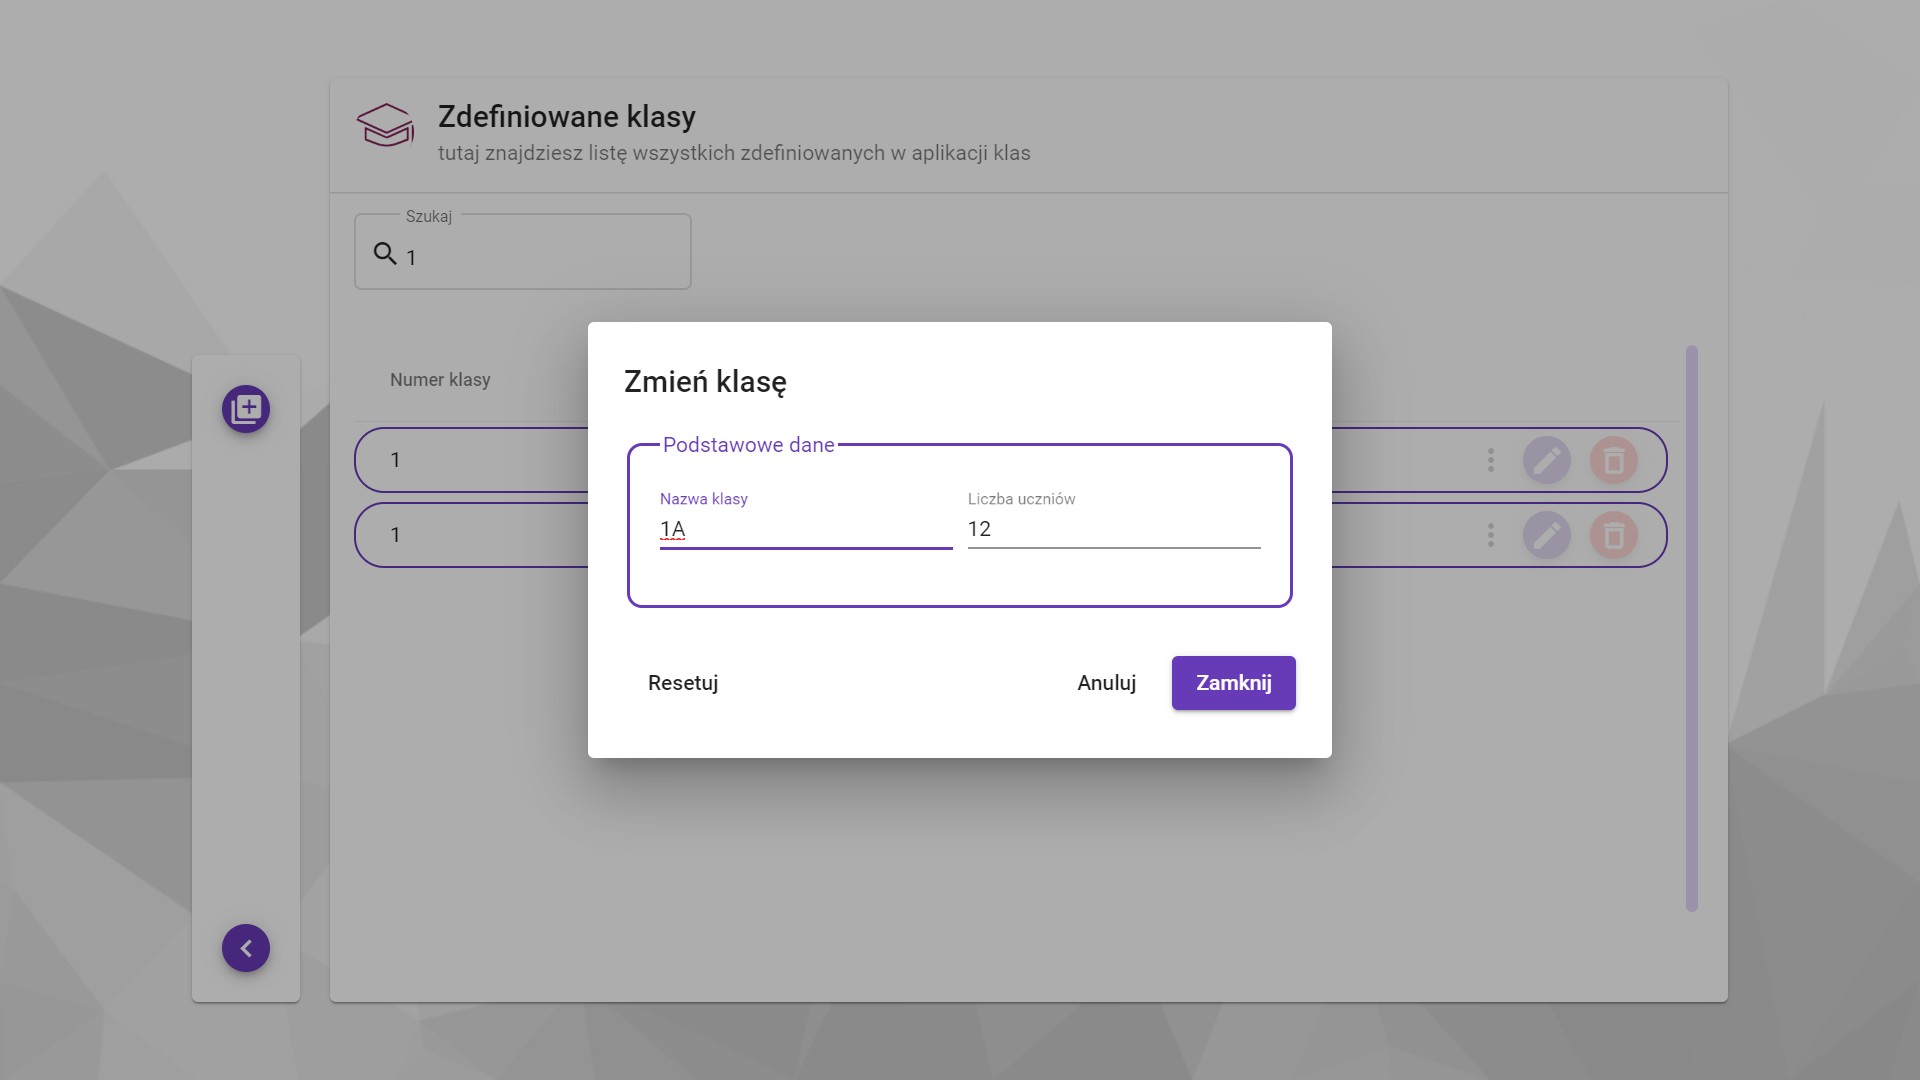 Zdefiniowane klasy
tutaj znajdziesz listę wszystkich zdefiniowanych w aplikacji klas
Szukaj
1
Numer klasy
1
1
Zmień klasę
Podstawowe dane
Nazwa klasy
1A
Liczba uczniów
12
Resetuj
Anuluj
Zamknij